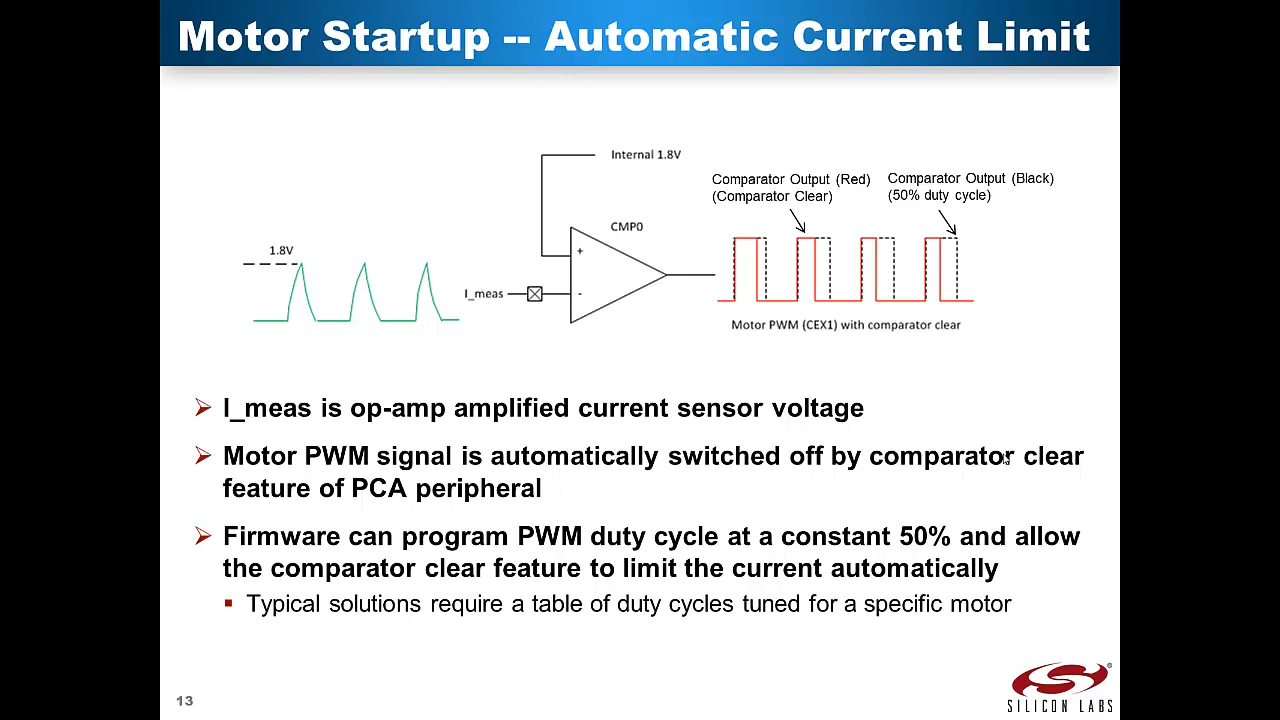 Motor Startup -- Automatic Current Limit
Internal 1.8V
Comparator Output (Red)
(Comparator Clear)
Comparator Output (Black)
(50% duty cycle)
CMP0
1.8V
+
I_meas
-
Motor PWM (CEX1) with comparator clear
I_meas is op-amp amplified current sensor voltage
Motor PWM signal is automatically switched off by comparator clear
feature of PCA peripheral
Firmware can program PWM duty cycle at a constant 50% and allow
the comparator clear feature to limit the current automatically
Typical solutions require a table of duty cycles tuned for a specific motor
13
SILICON LABS